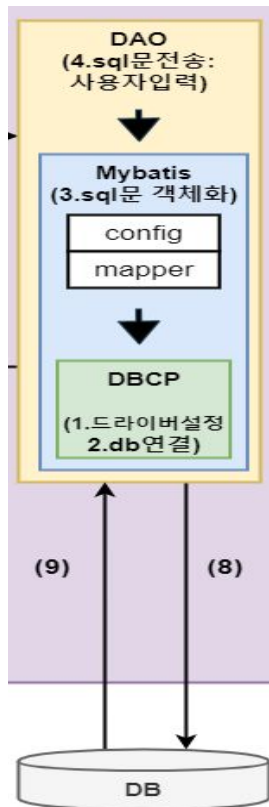 DAO
(4.sql문전송:
사용자입력)
Mybatis
(3.sql문 객체화)
config
mapper
DBCP
(1.드라이버설정
2.db연결)
(9)
(8)
DB